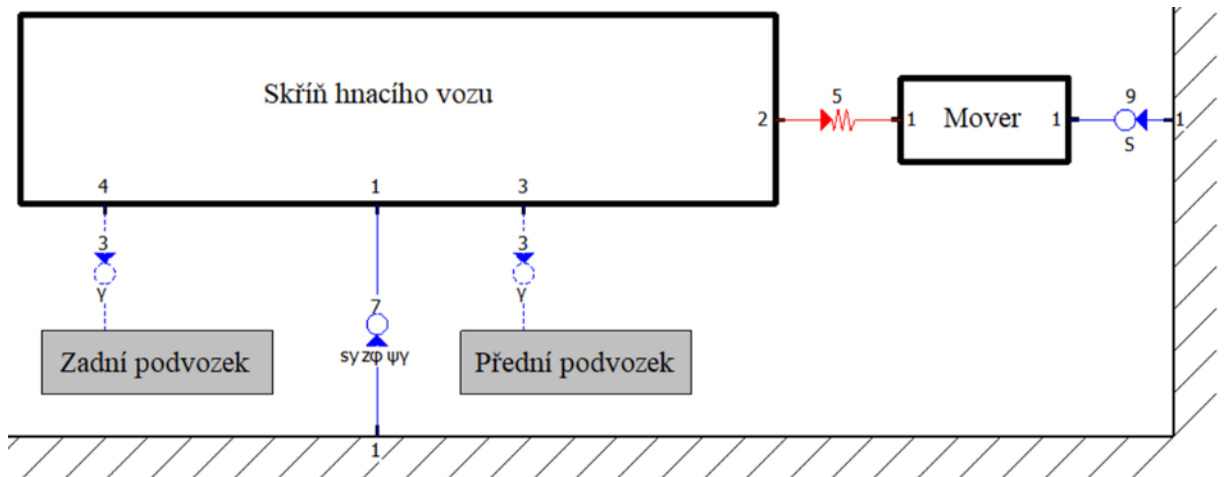 Skříň hnacího vozu
5
9
2
1
Mover
1
1
S
4
1
3
3
3
γ
γ
7
sy zφ ψγ
Zadní podvozek
Přední podvozek
1